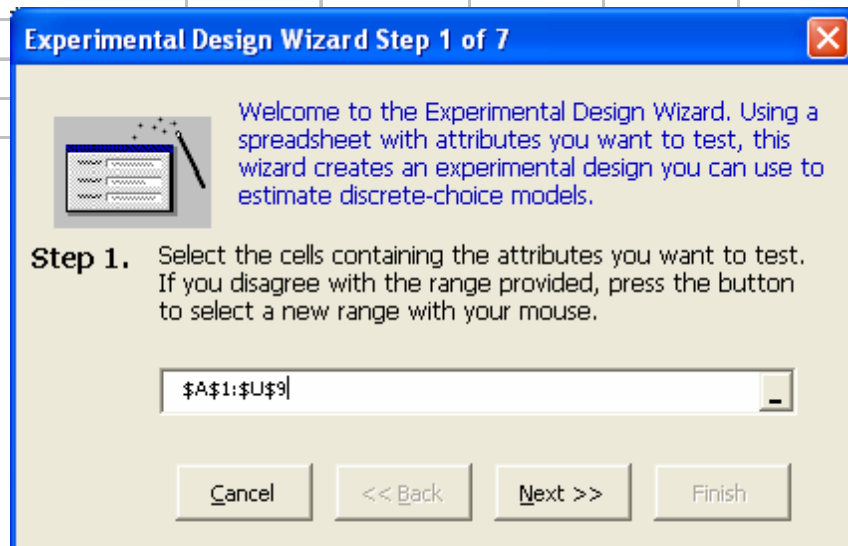 Experimental Design Wizard Step 1 of 7
Welcome to the Experimental Design Wizard. Using a
spreadsheet with attributes you want to test, this
wizard creates an experimental design you can use to
estimate discrete-choice models.
Step 1.
Select the cells containing the attributes you want to test.
If you disagree with the range provided, press the button
to select a new range with your mouse.
$A$1:$U$9
Cancel
<< Back
Next >>
Finish